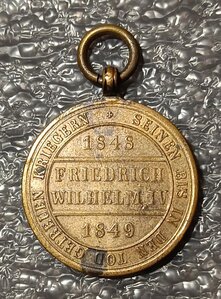 SEINEN BIS IN DEN TOD GETREUEN KRIEGERN
1848
FRIEDRICH
WILHELM IV
1849